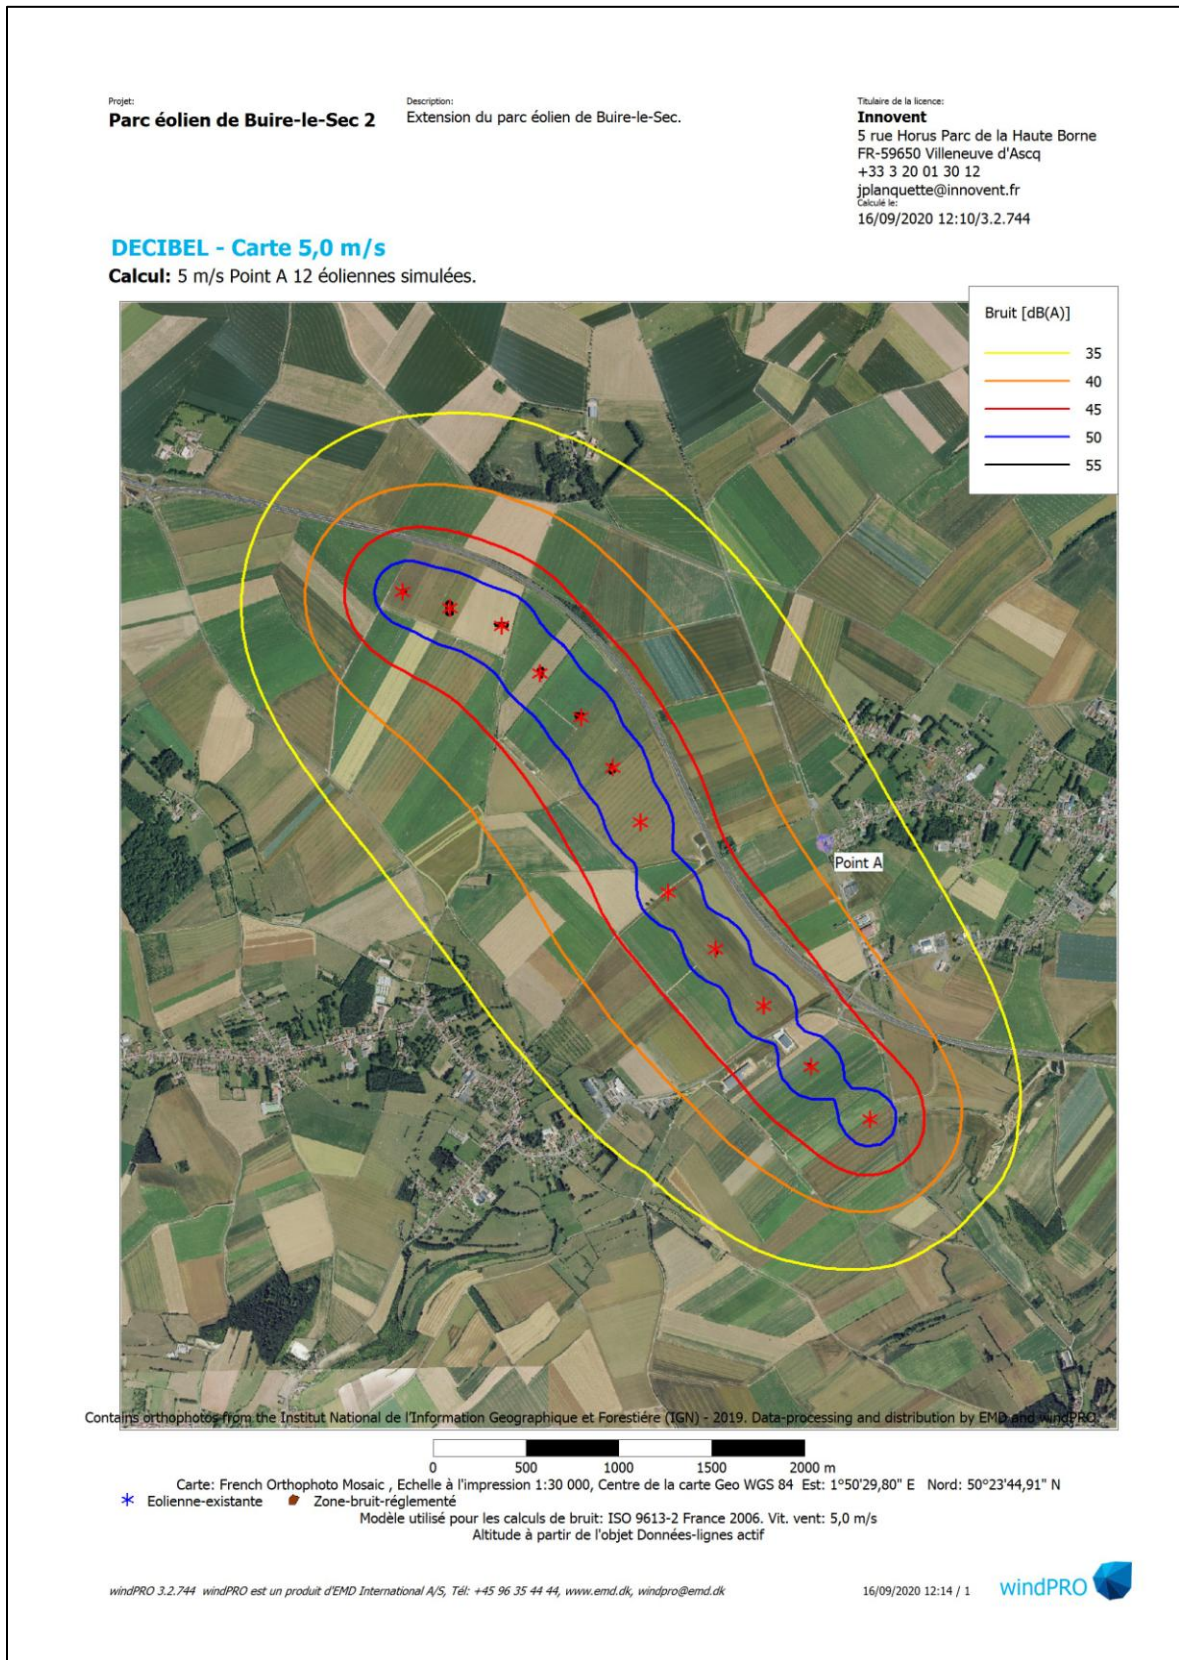 Projet:
Parc éolien de Buire-le-Sec 2
Description:
Extension du parc éolien de Buire-le-Sec.
Titulaire de la licence:
Innovent
5 rue Horus Parc de la Haute Borne
FR-59650 Villeneuve d'Ascq
+33 3 20 01 30 12
jplanquette@innovent.fr
Calculé le:
16/09/2020 12:10/3.2.744
DECIBEL - Carte 5,0 m/s
Calcul: 5 m/s Point A 12 éoliennes simulées.
Bruit [dB(A)]
35
40
45
50
55
Point A
Contains orthophotos from the Institut National de l'Information Geographique et Forestiére (IGN) - 2019. Data-processing and distribution by EMD and windPRO.
0 500 1000 1500 2000 m
Carte: French Orthophoto Mosaic , Echelle à l'impression 1:30 000, Centre de la carte Geo WGS 84 Est: 1°50'29,80" E Nord: 50°23'44,91" N
Eolienne-existante Zone-bruit-réglementé
Modèle utilisé pour les calculs de bruit: ISO 9613-2 France 2006. Vit. vent: 5,0 m/s
Altitude à partir de l'objet Données-lignes actif
windPRO 3.2.744 windPRO est un produit d'EMD International A/S, Tél: +45 96 35 44 44, www.emd.dk, windpro@emd.dk
16/09/2020 12:14 / 1
windPRO